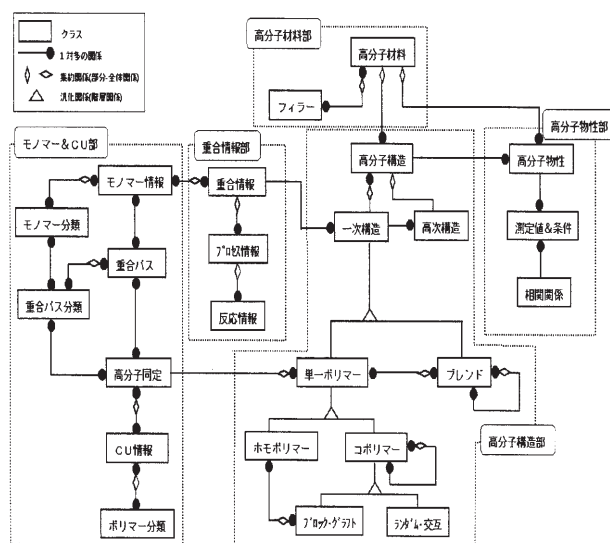 クラス
1対多の関係
集約関係(部分-全体関係)
汎化関係(階層関係)
高分子材料部
高分子材料
フィラー
高分子物性部
モノマー&CU部
重合情報部
高分子構造
高分子物性
モノマー情報
重合情報
モノマー分類
一次構造
高次構造
測定値&条件
重合パス
プロセス情報
重合パス分類
反応情報
相関関係
高分子同定
単一ポリマー
ブレンド
CU情報
ホモポリマー
コポリマー
高分子構造部
ポリマー分類
ブロック・グラフト
ランダム・交互